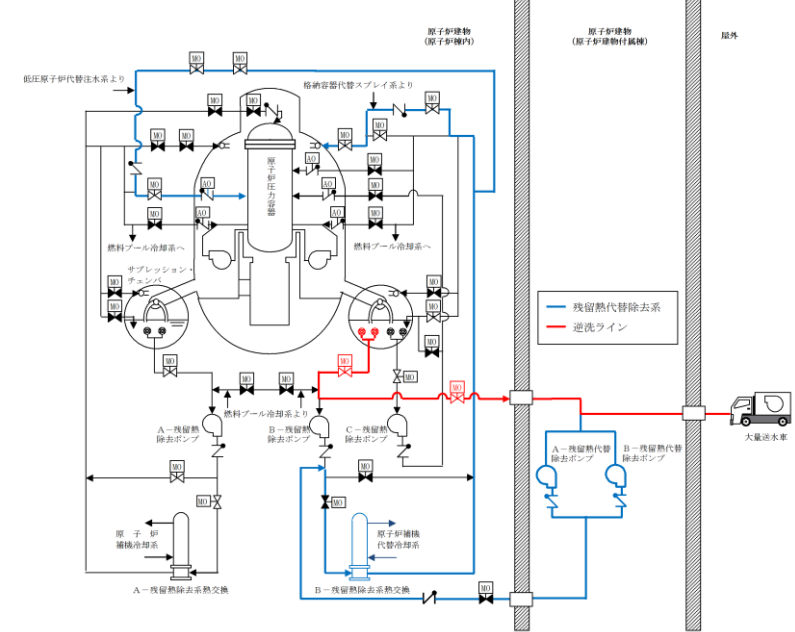 原子炉建物
(原子炉棟内)
原子炉建物
(原子炉建物付属棟)
屋外
MO
MO
低圧原子炉代替注水系より
格納容器代替スプレイ系より
MO
MO
MO
MO
MO
MO
MO
AO
MO
原子炉圧力容器
MO
AO
AO
MO
MO
AO
AO
MO
燃料プール冷却系へ
燃料プール冷却系へ
サプレッション・
チェンバ
MO
MO
MO
MO
MO
残留熱代替除去系
逆洗ライン
MO
MO
MO
MO
MO
MO
燃料プール冷却系より
A-残留熱
除去ポンプ
B-残留熱
除去ポンプ
C-残留熱
除去ポンプ
大量送水車
A-残留熱代替
除去ポンプ
B-残留熱代替
除去ポンプ
MO
MO
MO
MO
原子炉
補機冷却系
原子炉補機
代替冷却系
A-残留熱除去系熱交換
B-残留熱除去系熱交換
MO